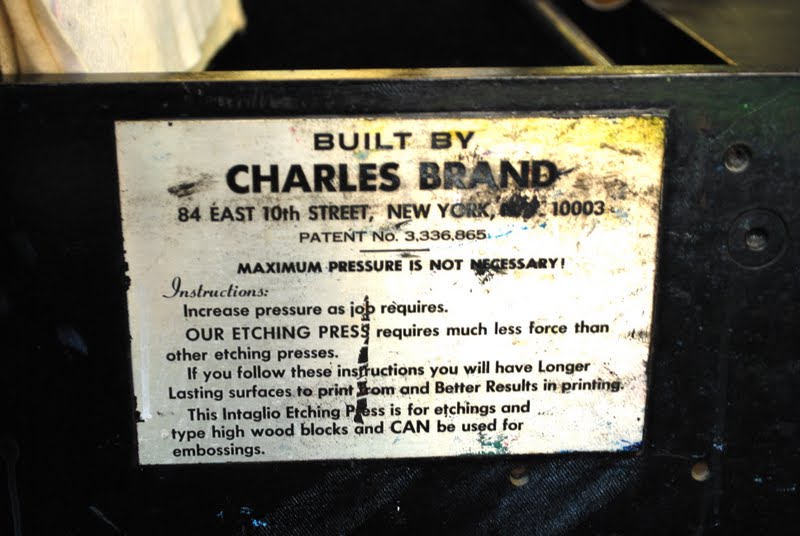 BUILT BY
CHARLES BRAND
84 EAST 10th STREET, NEW YORK, N.Y. 10003
PATENT No. 3,336,865
MAXIMUM PRESSURE IS NOT NECESSARY!
Instructions:
Increase pressure as job requires.
OUR ETCHING PRESS requires much less force than
other etching presses.
If you follow these instructions you will have Longer
Lasting surfaces to print from and Better Results in printing.
This Intaglio Etching Press is for etchings and
type high wood blocks and CAN be used for
embossings.